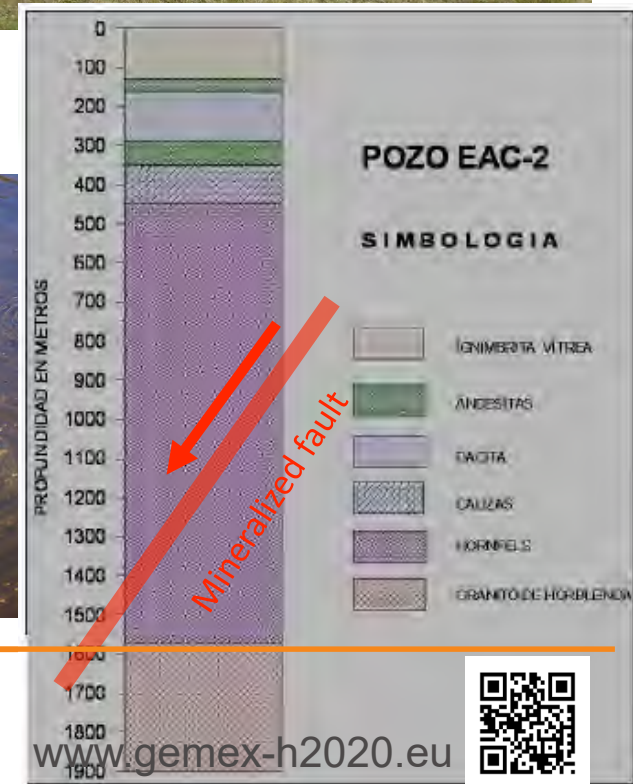 0
100
200
300
400
500
600
700
800
900
1000
1100
1200
1300
1400
1500
1600
1700
1800
1900
PROFUNDIDAD EN METROS
POZO EAC-2
SIMBOLOGIA
IGNIMBRITA VITREA
ANDESITAS
DACITA
CALIZAS
HORNFELS
GRANITO DE HORBLENDA
Mineralized fault
www.gemex-h2020.eu